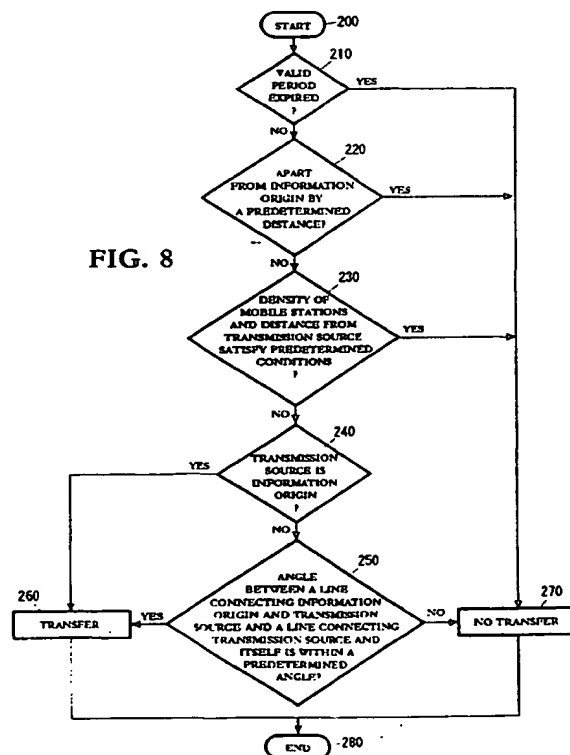 START
200
210
VALID
PERIOD
EXPIRED
?
YES
NO
220
APART
FROM INFORMATION
ORIGIN BY
A PREDETERMINED
DISTANCE?
YES
NO
FIG. 8
230
DENSITY OF
MOBILE STATIONS
AND DISTANCE FROM
TRANSMISSION SOURCE
SATISFY PREDETERMINED
CONDITIONS
?
YES
NO
240
TRANSMISSION
SOURCE IS
INFORMATION
ORIGIN
?
YES
NO
250
ANGLE
BETWEEN A LINE
CONNECTING INFORMATION
ORIGIN AND TRANSMISSION
SOURCE AND A LINE CONNECTING
TRANSMISSION SOURCE AND
ITSELF IS WITHIN A
PREDETERMINED
ANGLE?
YES
NO
260
TRANSFER
270
NO TRANSFER
END
280